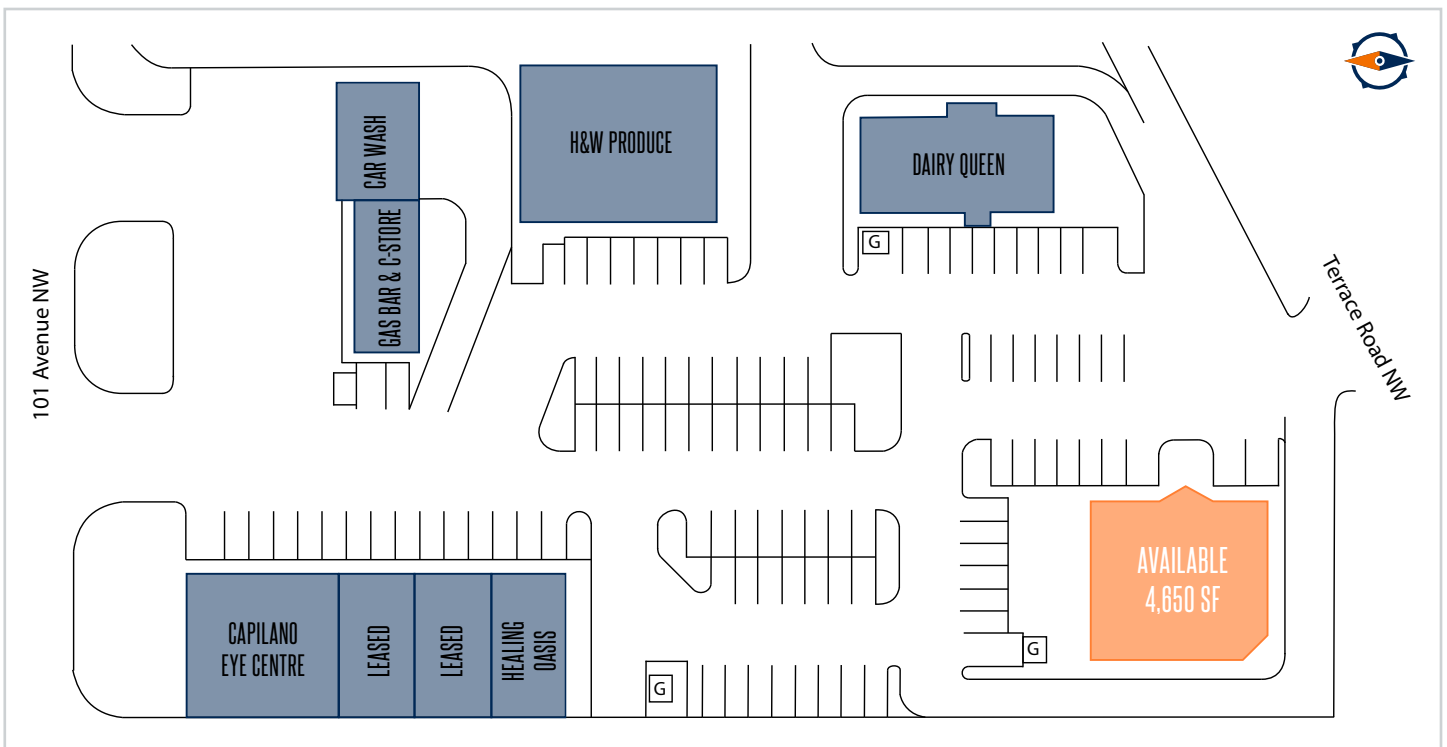 CAR WASH
H&W PRODUCE
DAIRY QUEEN
G
GAS BAR & C-STORE
101 Avenue NW
Terrace Road NW
AVAILABLE
4,650 SF
CAPILANO
EYE CENTRE
LEASED
LEASED
HEALING
OASIS
G
G